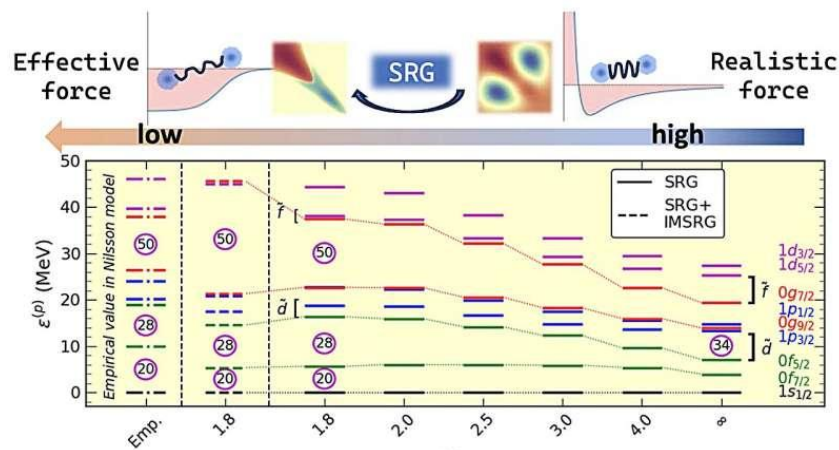 Effective force
SRG
Realistic force
low
high
50
40
30
20
10
0
ε(p) (MeV)
Empirical value in Nilsson model
50
28
20
50
28
20
f̃
d̃
50
28
20
SRG
SRG+
IMSRG
34
f̃
d̃
1d3/2
1d5/2
0g7/2
1p1/2
0g9/2
1p3/2
0f5/2
0f7/2
1s1/2
Emp.
1.8
1.8
2.0
2.5
3.0
4.0
∞